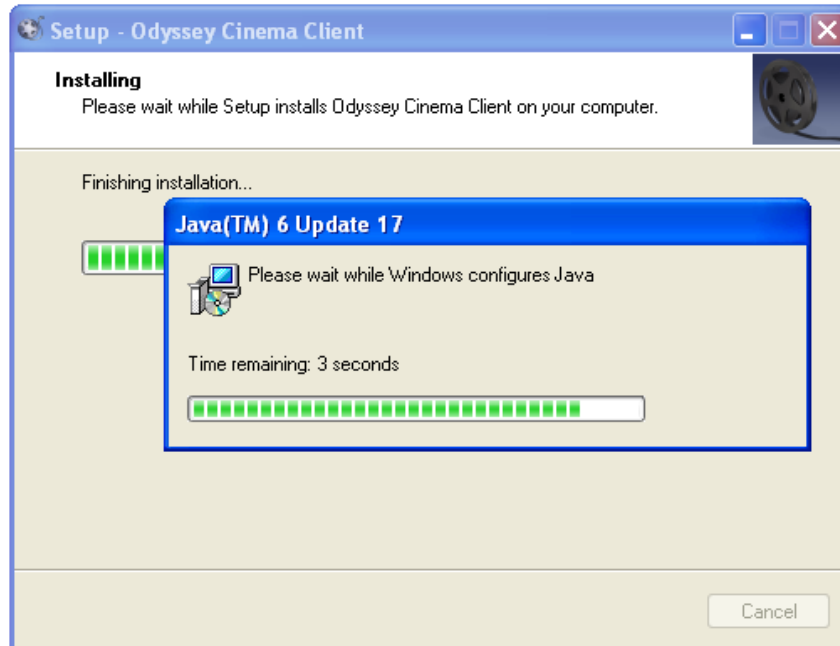 Setup - Odyssey Cinema Client
Installing
Please wait while Setup installs Odyssey Cinema Client on your computer.
Finishing installation...
Java(TM) 6 Update 17
Please wait while Windows configures Java
Time remaining: 3 seconds
Cancel